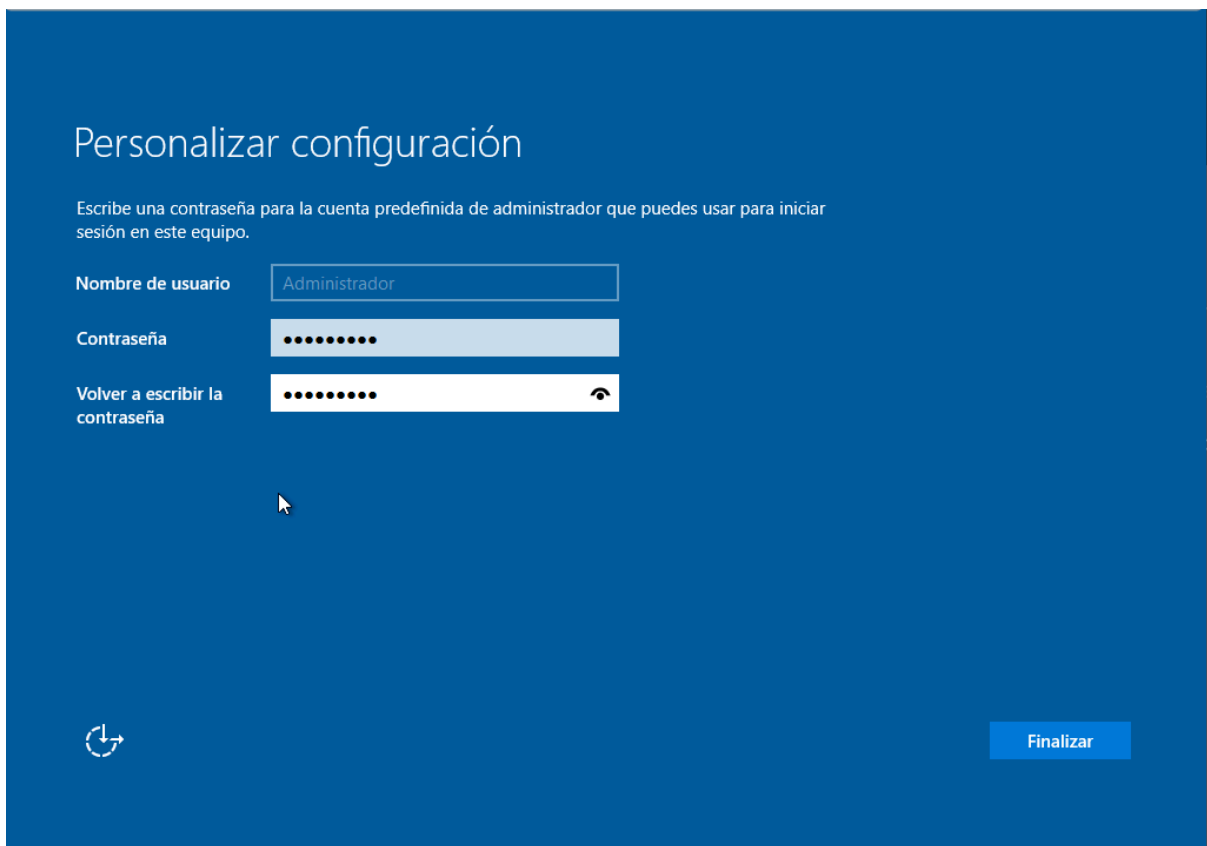 Personalizar configuración
Escribe una contraseña para la cuenta predefinida de administrador que puedes usar para iniciar
sesión en este equipo.
Nombre de usuario
Administrador
Contraseña
•••••••••
Volver a escribir la
contraseña
•••••••••
Finalizar